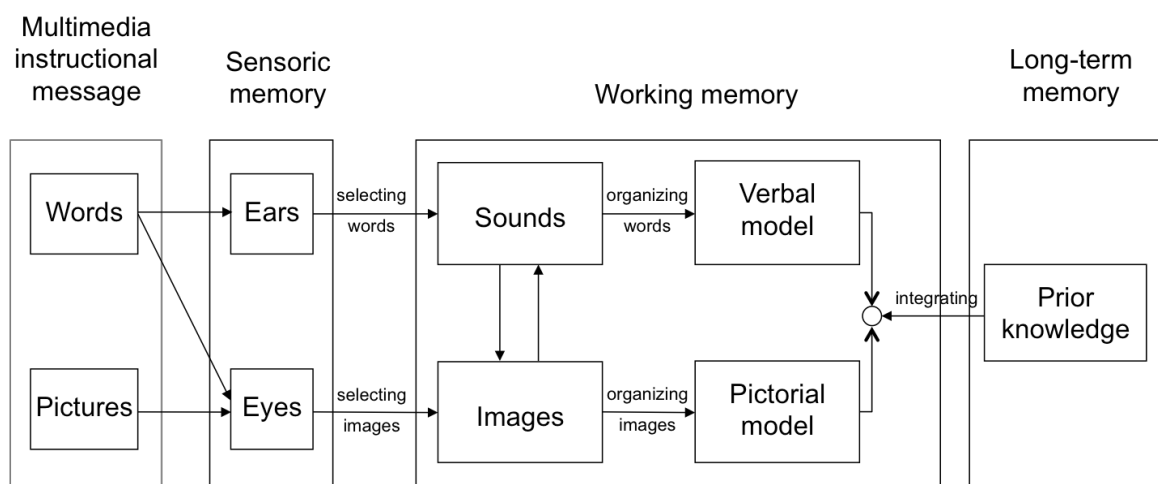 Multimedia
instructional
message
Sensoric
memory
Working memory
Long-term
memory
Words
Ears
selecting
words
Sounds
organizing
words
Verbal
model
integrating
Prior
knowledge
Pictures
Eyes
selecting
images
Images
organizing
images
Pictorial
model